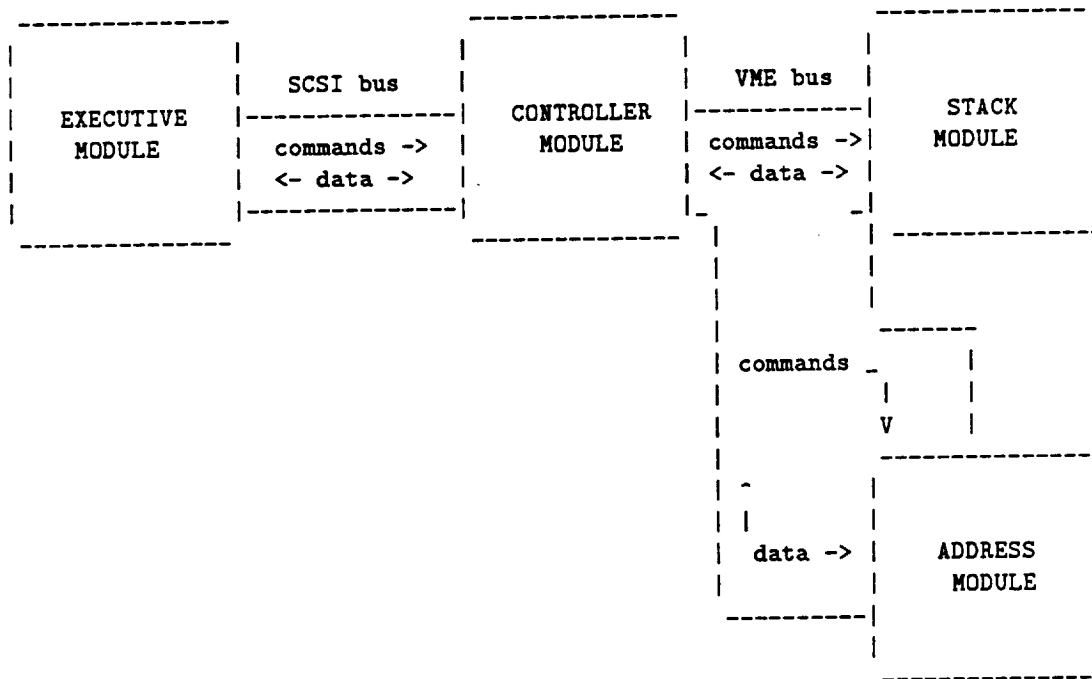 EXECUTIVE
MODULE
SCSI bus
commands ->
<- data ->
CONTROLLER
MODULE
VME bus
commands ->
<- data ->
STACK
MODULE
commands
V
data ->
ADDRESS
MODULE